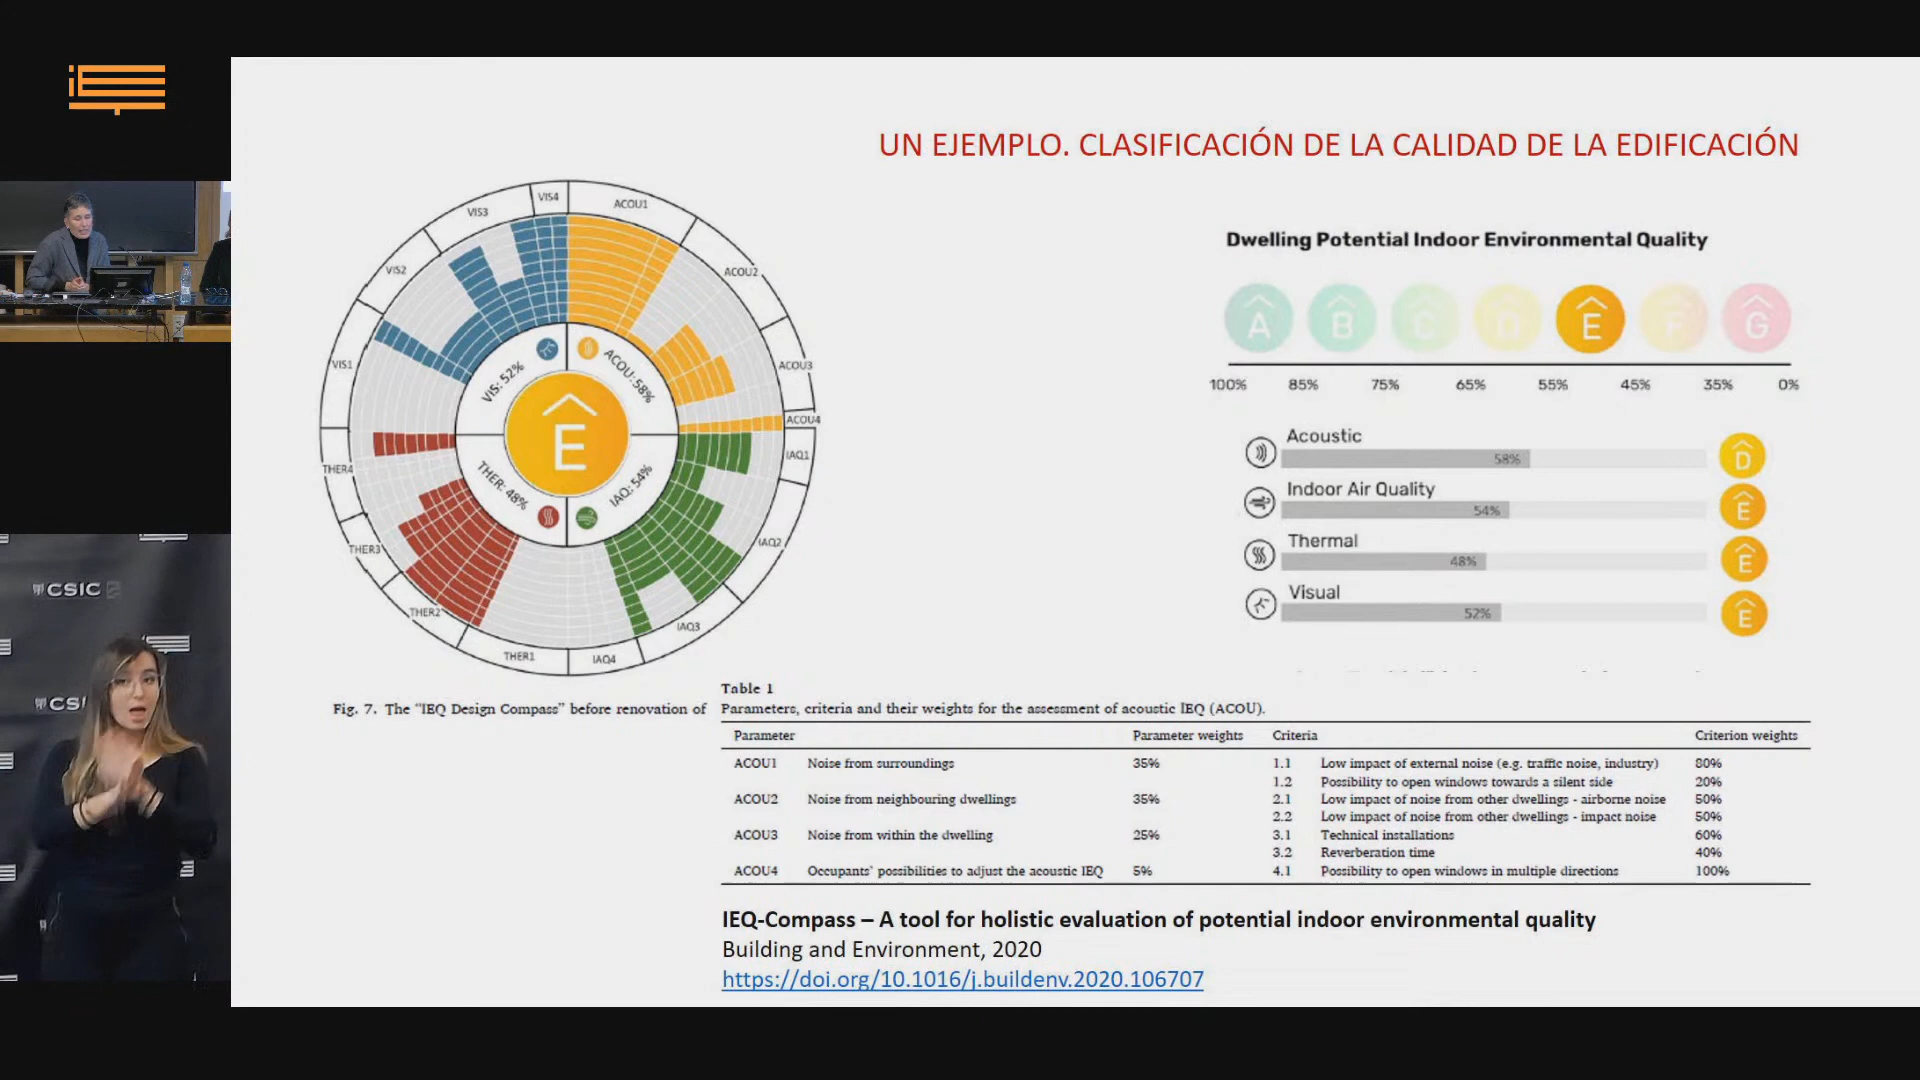 UN EJEMPLO. CLASIFICACIÓN DE LA CALIDAD DE LA EDIFICACIÓN
VIS3
VIS4
ACOU1
VIS2
ACOU2
VIS1
ACOU3
ACOU4
THER4
IAQ1
THER3
IAQ2
THER2
IAQ3
THER1
IAQ4
VIS: 52%
ACOU: 58%
E
THER: 48%
IAQ: 54%
Dwelling Potential Indoor Environmental Quality
A B C D E F G
100% 85% 75% 65% 55% 45% 35% 0%
Acoustic
58%
D
Indoor Air Quality
54%
E
Thermal
48%
E
Visual
52%
E
Fig. 7. The "IEQ Design Compass" before renovation of
Table 1
Parameters, criteria and their weights for the assessment of acoustic IEQ (ACOU).
Parameter Parameter weights Criteria Criterion weights
ACOU1 Noise from surroundings 35% 1.1 Low impact of external noise (e.g. traffic noise, industry) 80%
1.2 Possibility to open windows towards a silent side 20%
ACOU2 Noise from neighbouring dwellings 35% 2.1 Low impact of noise from other dwellings - airborne noise 50%
2.2 Low impact of noise from other dwellings - impact noise 50%
ACOU3 Noise from within the dwelling 25% 3.1 Technical installations 60%
3.2 Reverberation time 40%
ACOU4 Occupants' possibilities to adjust the acoustic IEQ 5% 4.1 Possibility to open windows in multiple directions 100%
IEQ-Compass – A tool for holistic evaluation of potential indoor environmental quality
Building and Environment, 2020
https://doi.org/10.1016/j.buildenv.2020.106707
CSIC
CSI